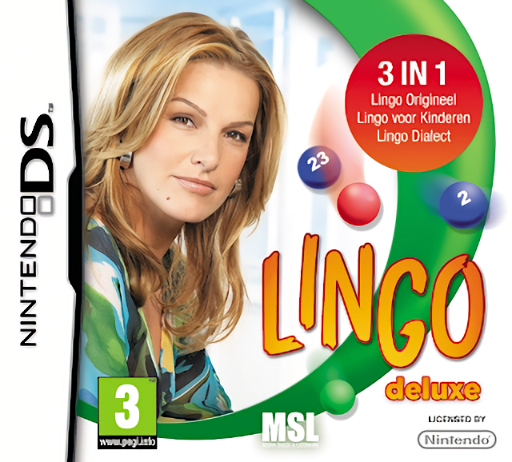 NINTENDO DS
TM
3 IN 1
Lingo Origineel
Lingo voor Kinderen
Lingo Dialect
23
2
LINGO
deluxe
3
www.pegi.info
MSL
LICENSED BY
Nintendo